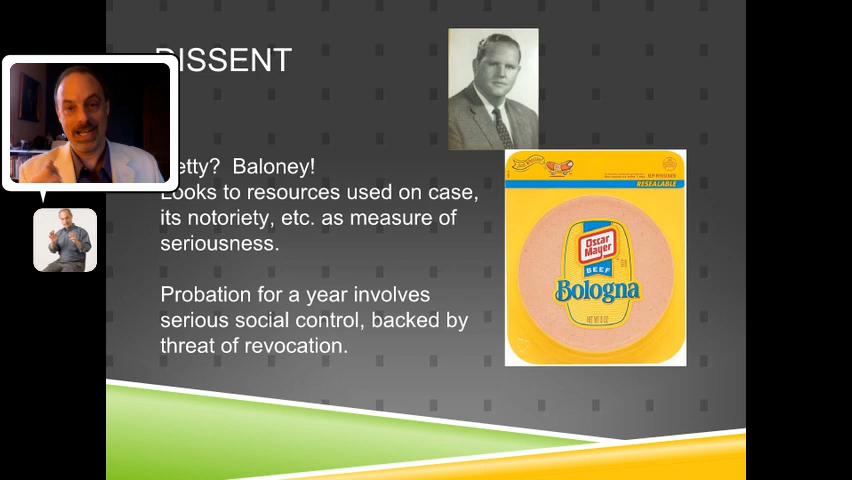 DISSENT
etty? Baloney!
Looks to resources used on case,
its notoriety, etc. as measure of
seriousness.
Probation for a year involves
serious social control, backed by
threat of revocation.
RESEALABLE
Oscar
Mayer
BEEF
Bologna